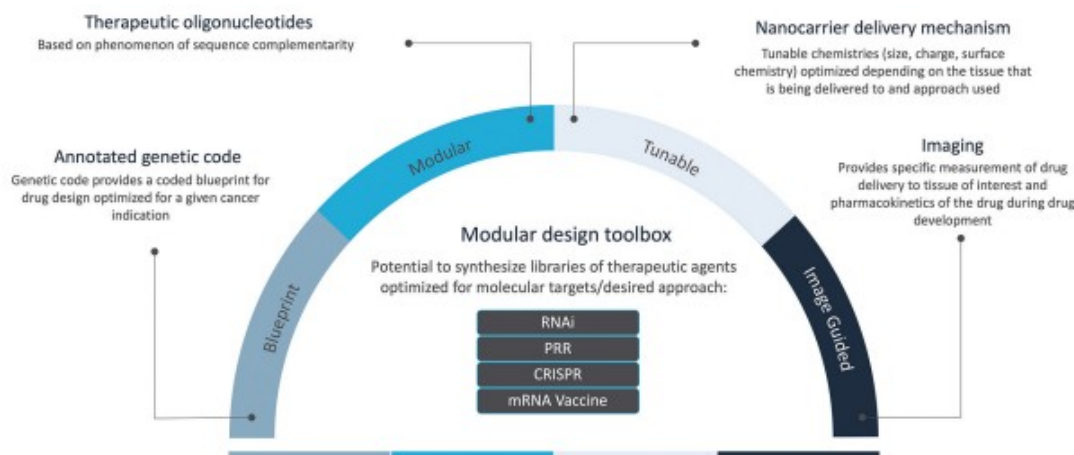 Therapeutic oligonucleotides
Based on phenomenon of sequence complementarity
Nanocarrier delivery mechanism
Tunable chemistries (size, charge, surface
chemistry) optimized depending on the tissue that
is being delivered to and approach used
Annotated genetic code
Genetic code provides a coded blueprint for
drug design optimized for a given cancer
indication
Imaging
Provides specific measurement of drug
delivery to tissue of interest and
pharmacokinetics of the drug during drug
development
Blueprint
Modular
Tunable
Image Guided
Modular design toolbox
Potential to synthesize libraries of therapeutic agents
optimized for molecular targets/desired approach:
RNAi
PRR
CRISPR
mRNA Vaccine